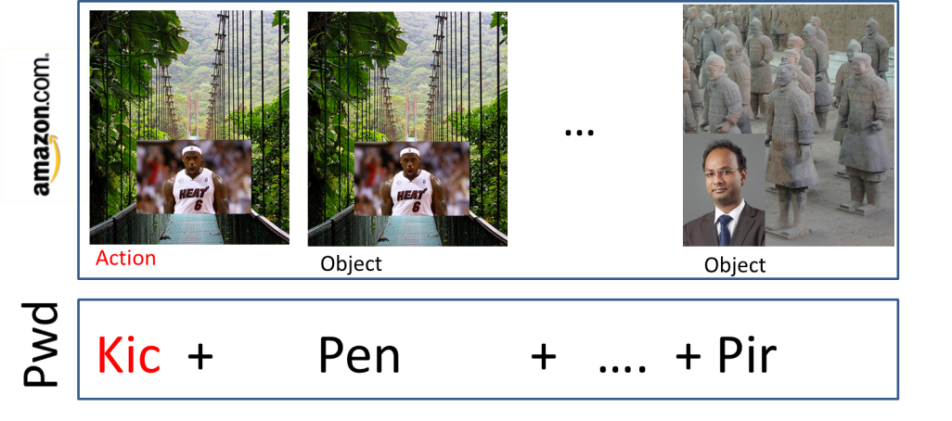 amazon.com.
HEAT
6
HEAT
6
...
Action
Object
Object
Pwd
Kic + Pen + .... + Pir